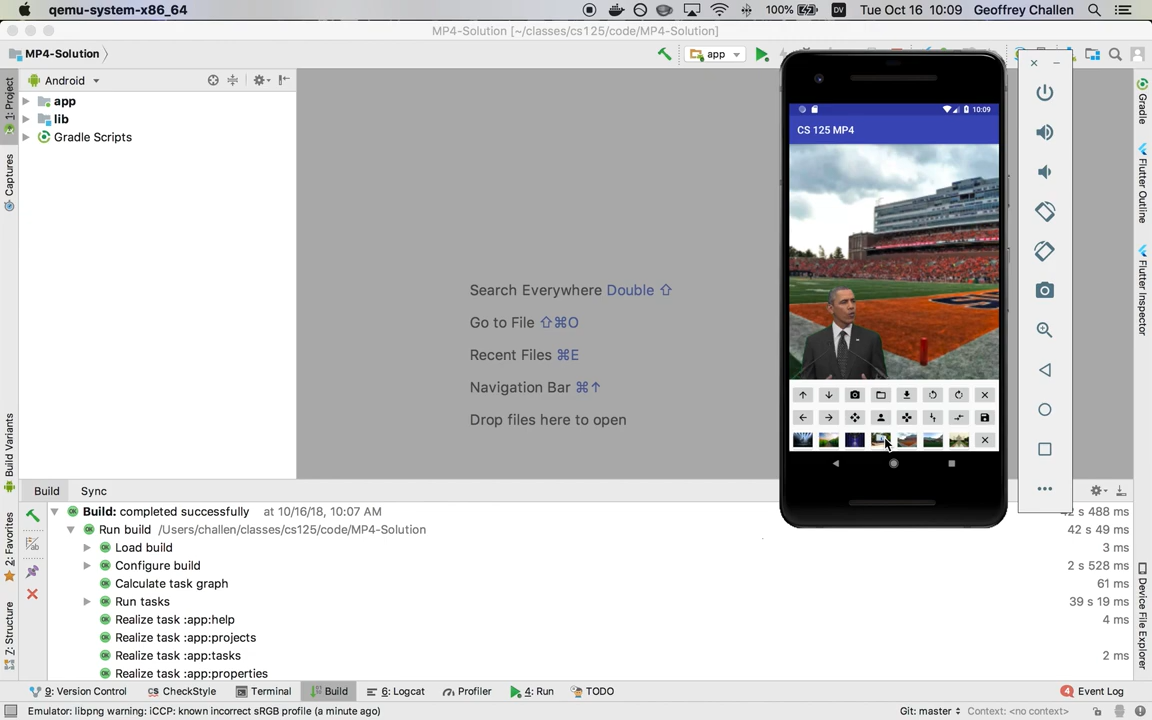 qemu-system-x86_64
100%
DV
Tue Oct 16 10:09
Geoffrey Challen
MP4-Solution [~/classes/cs125/code/MP4-Solution]
MP4-Solution
app
Android
app
lib
Gradle Scripts
1: Project
Captures
Build Variants
2: Favorites
7: Structure
Search Everywhere Double ⇧
Go to File ⇧⌘O
Recent Files ⌘E
Navigation Bar ⌘↑
Drop files here to open
10:09
CS 125 MP4
Gradle
Flutter Outline
Flutter Inspector
Device File Explorer
Build
Sync
Build: completed successfully at 10/16/18, 10:07 AM
2 s 488 ms
Run build /Users/challen/classes/cs125/code/MP4-Solution
42 s 49 ms
Load build
3 ms
Configure build
2 s 528 ms
Calculate task graph
61 ms
Run tasks
39 s 19 ms
Realize task :app:help
4 ms
Realize task :app:projects
Realize task :app:tasks
2 ms
Realize task :app:properties
9: Version Control
CheckStyle
Terminal
Build
6: Logcat
Profiler
4: Run
TODO
4 Event Log
Emulator: libpng warning: iCCP: known incorrect sRGB profile (a minute ago)
Git: master
Context: <no context>